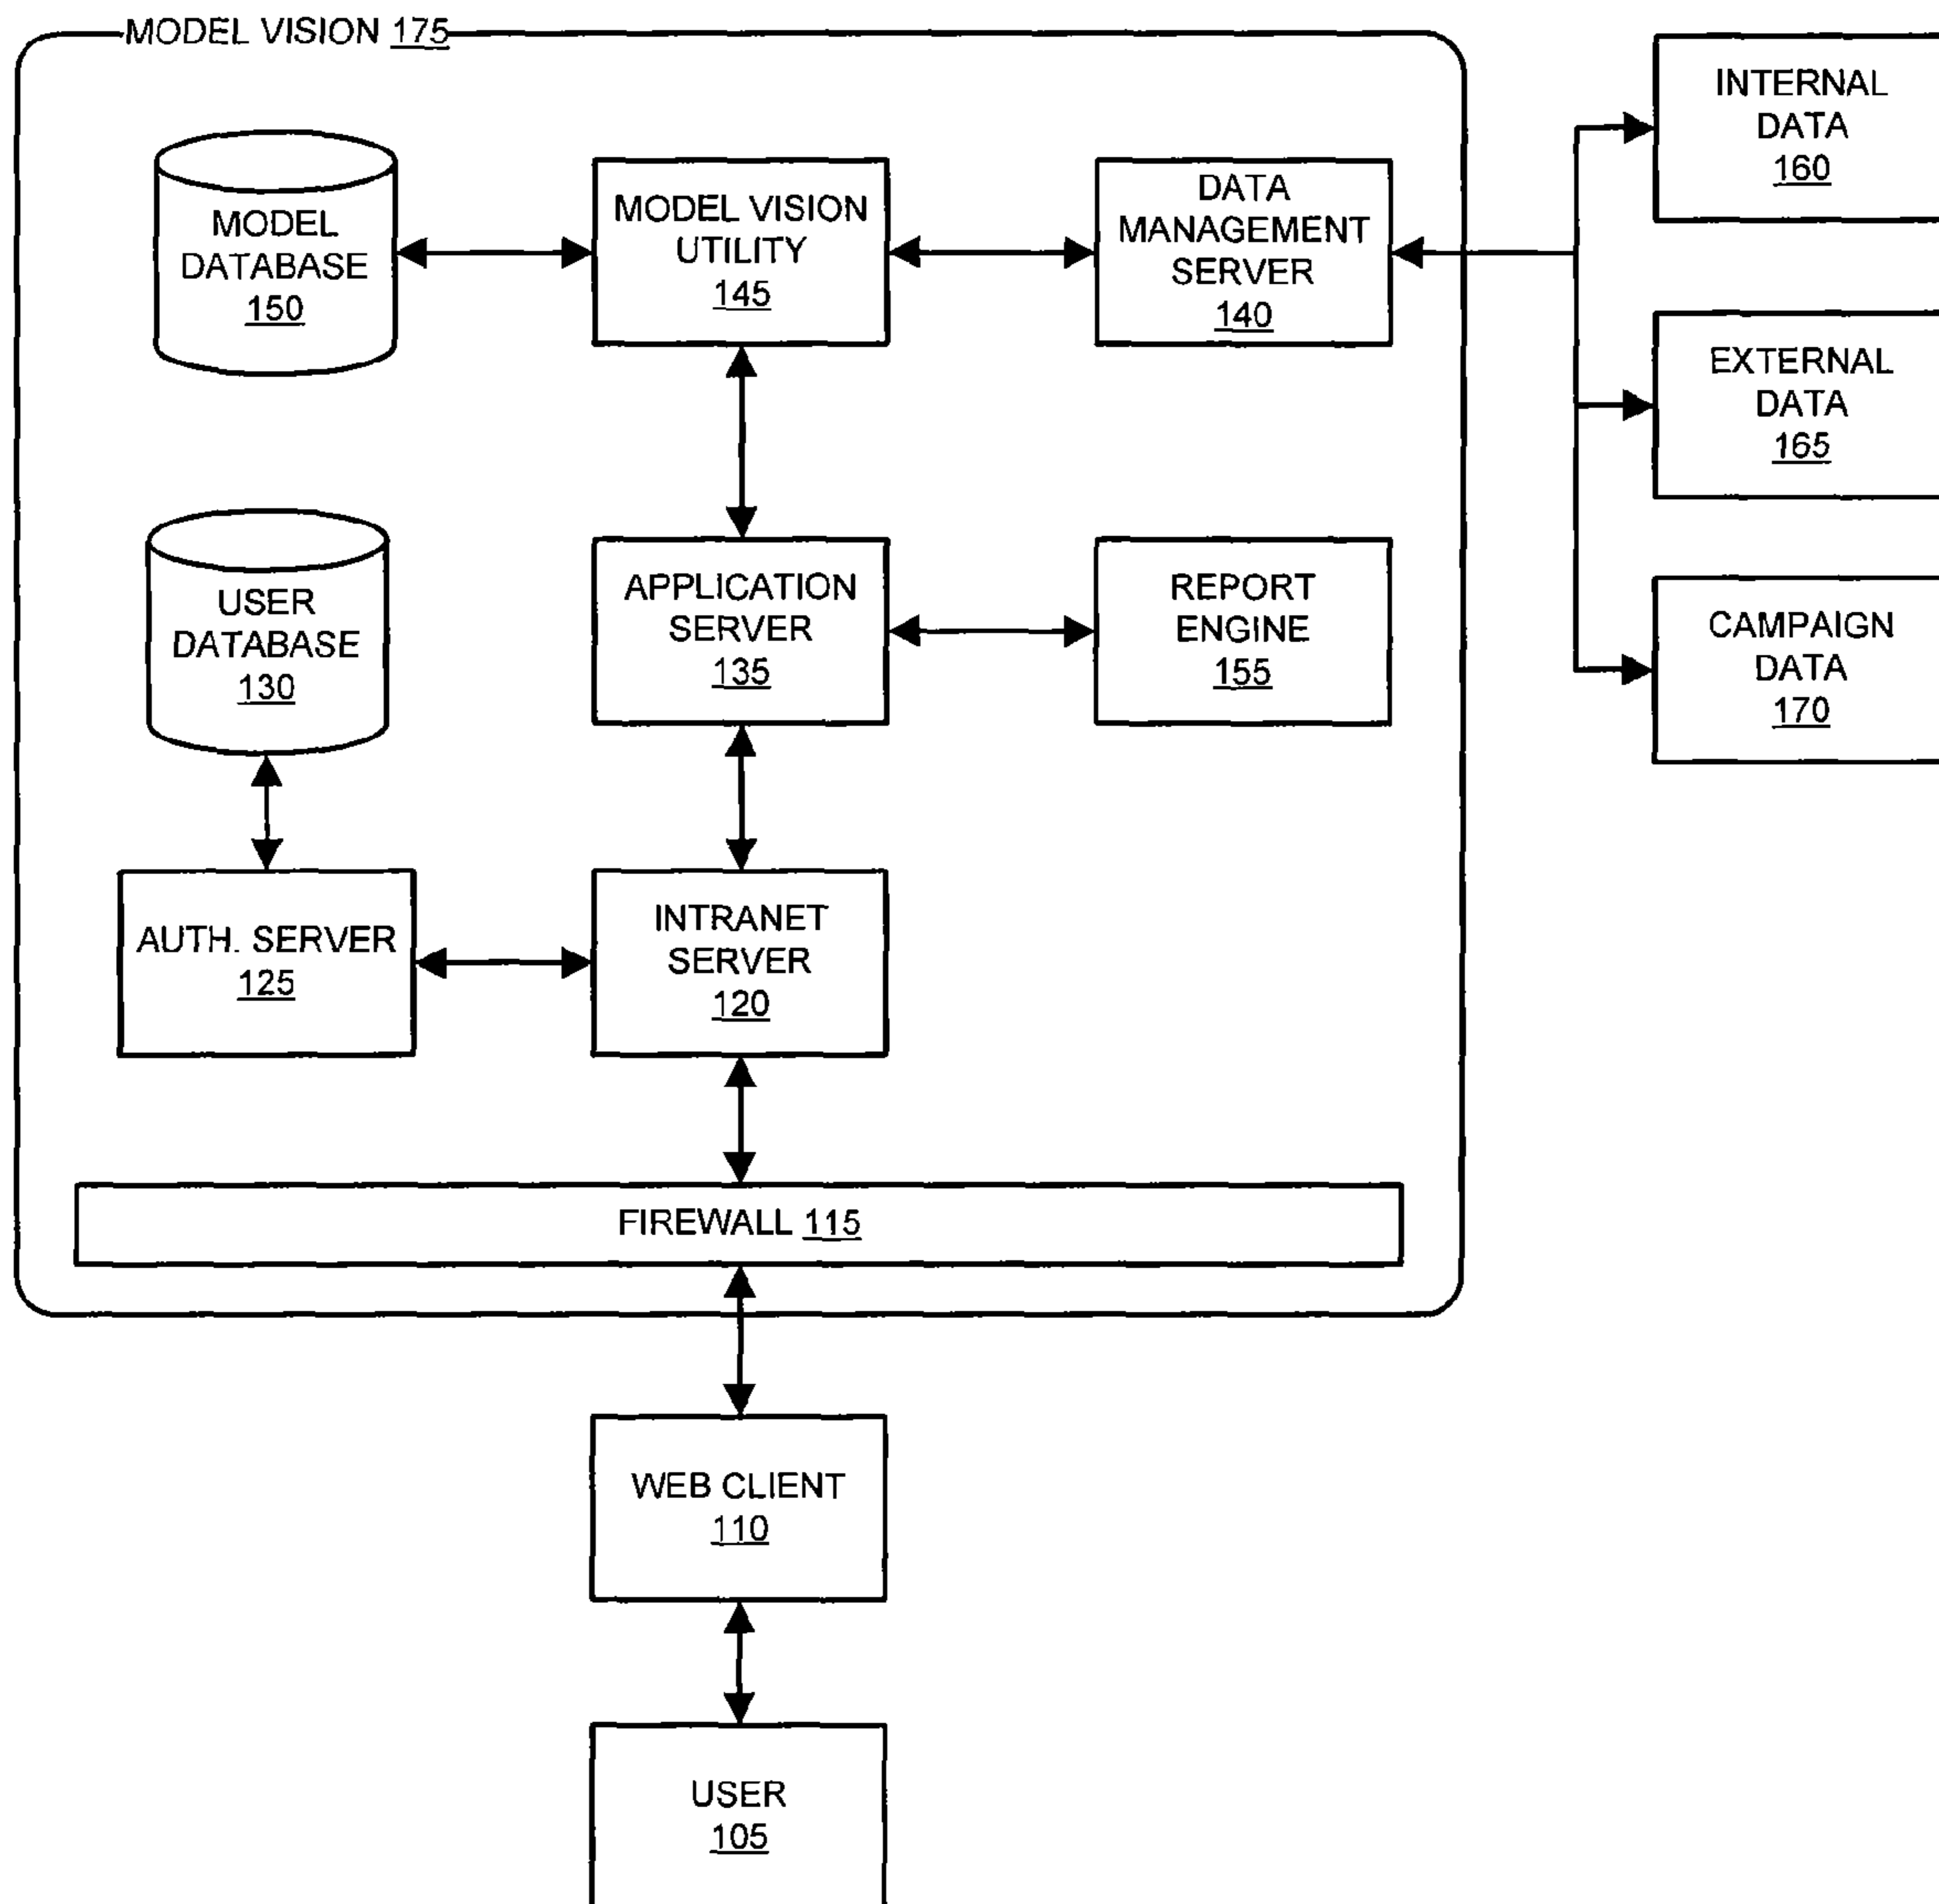 MODEL VISION 175
INTERNAL
DATA
160
MODEL
DATABASE
150
MODEL VISION
UTILITY
145
DATA
MANAGEMENT
SERVER
140
EXTERNAL
DATA
165
USER
DATABASE
130
APPLICATION
SERVER
135
REPORT
ENGINE
155
CAMPAIGN
DATA
170
AUTH. SERVER
125
INTRANET
SERVER
120
FIREWALL 115
WEB CLIENT
110
USER
105